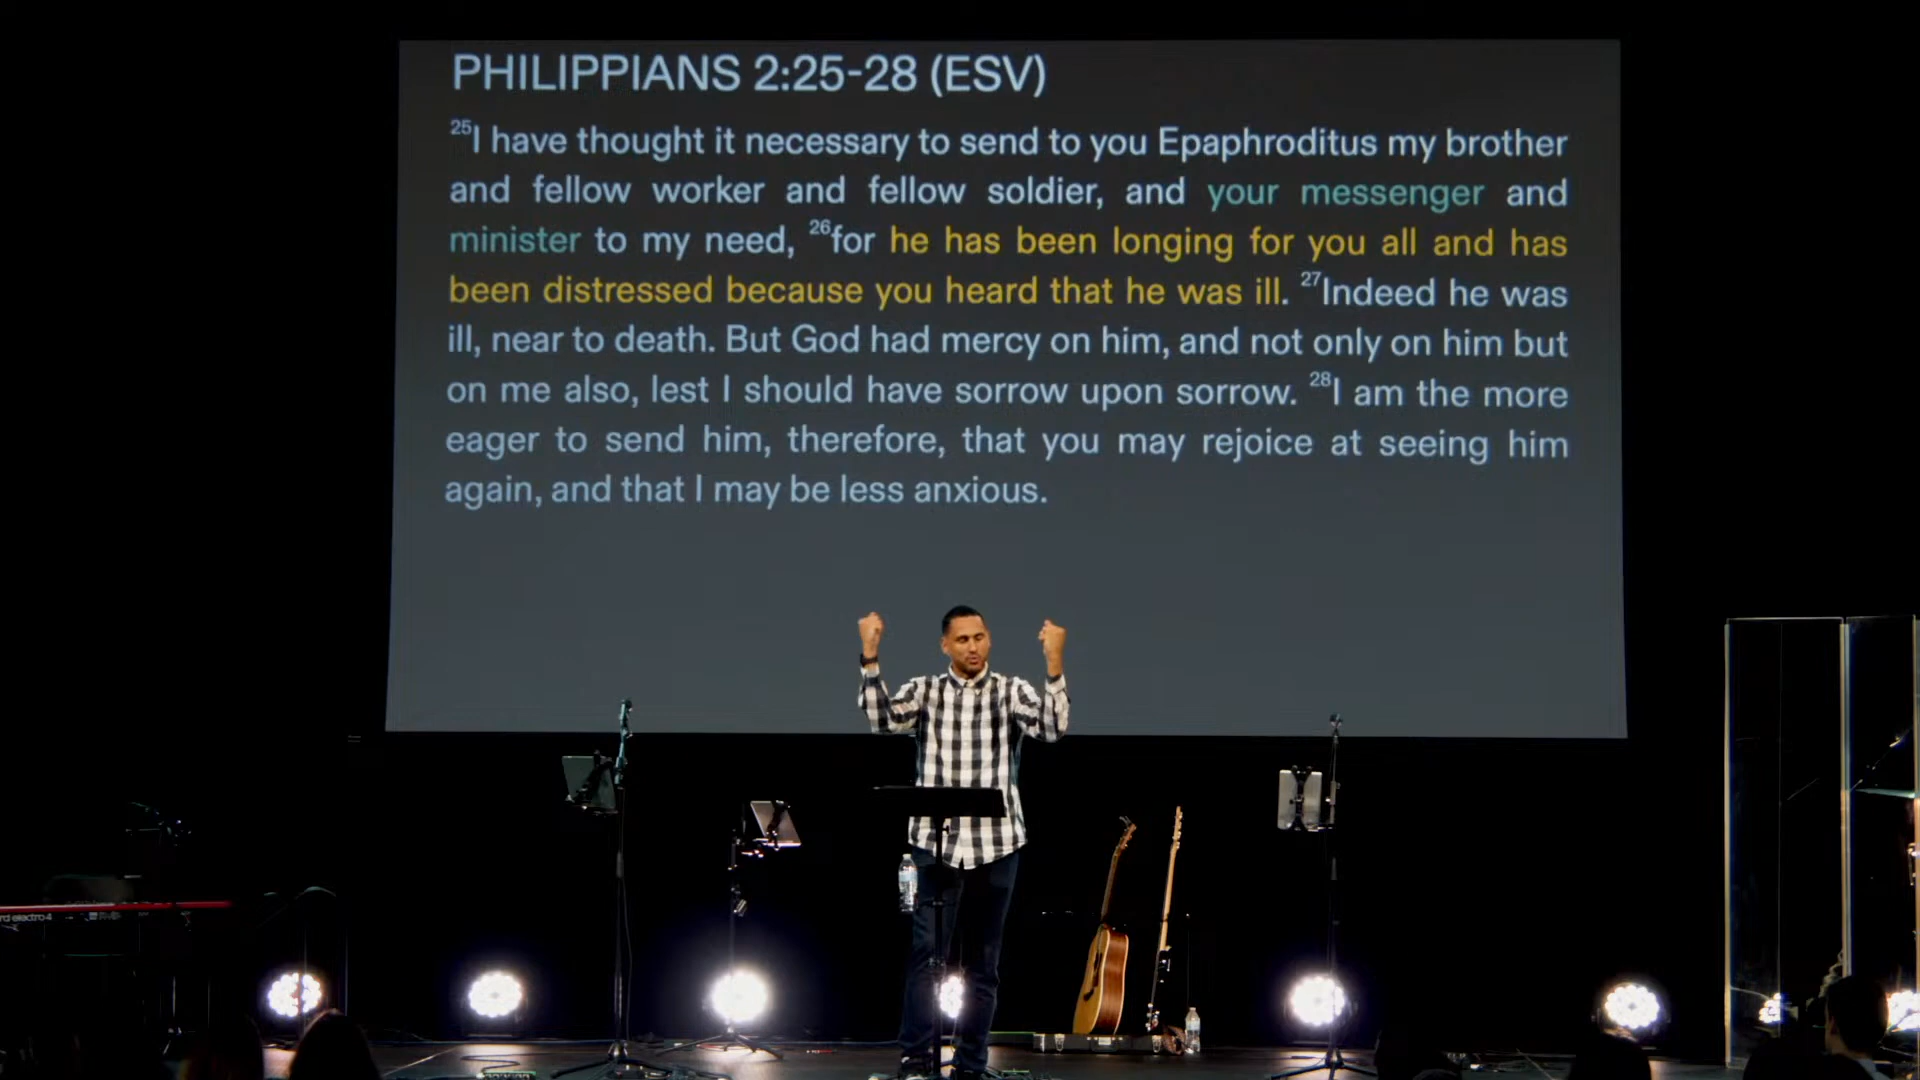 PHILIPPIANS 2:25-28 (ESV)
25I have thought it necessary to send to you Epaphroditus my brother
and fellow worker and fellow soldier, and your messenger and
minister to my need, 26for he has been longing for you all and has
been distressed because you heard that he was ill. 27Indeed he was
ill, near to death. But God had mercy on him, and not only on him but
on me also, lest I should have sorrow upon sorrow. 28I am the more
eager to send him, therefore, that you may rejoice at seeing him
again, and that I may be less anxious.
electro 4